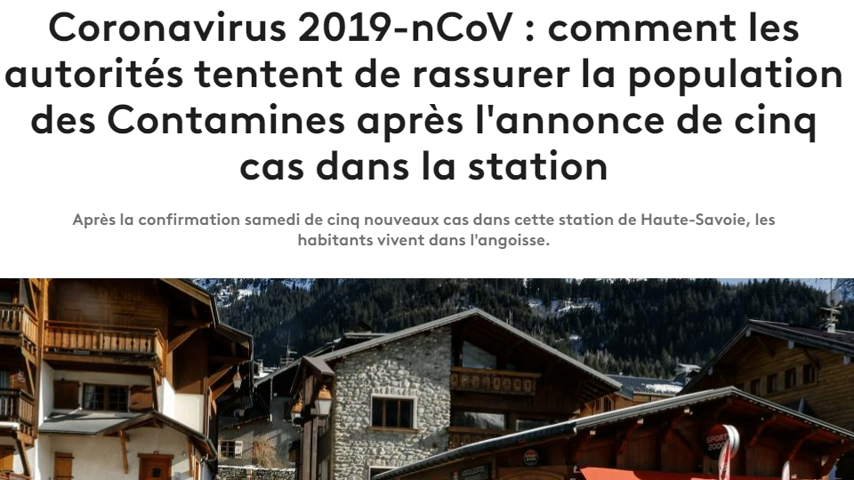 Coronavirus 2019-nCoV : comment les
autorités tentent de rassurer la population
des Contamines après l'annonce de cinq
cas dans la station
Après la confirmation samedi de cinq nouveaux cas dans cette station de Haute-Savoie, les
habitants vivent dans l'angoisse.
SPORT
2000